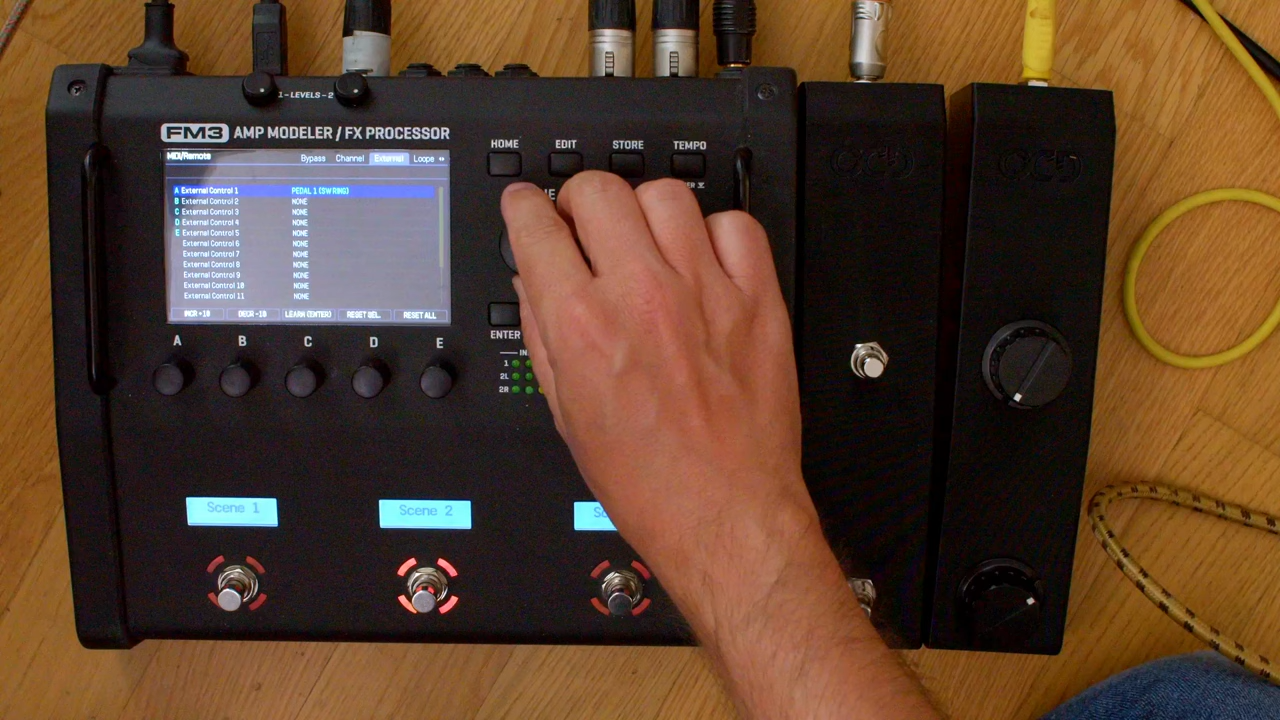 1-LEVELS-2
FM3 AMP MODELER / FX PROCESSOR
HOME EDIT STORE TEMPO
MIDI/Remote Bypass Channel External Loope
A External Control 1 PEDAL 1 (SW RING)
B External Control 2 NONE
C External Control 3 NONE
D External Control 4 NONE
E External Control 5 NONE
External Control 6 NONE
External Control 7 NONE
External Control 8 NONE
External Control 9 NONE
External Control 10 NONE
External Control 11 NONE
INCR +10 DECR -10 LEARN (ENTER) RESET SEL. RESET ALL
ENTER
A B C D E
IN
1
2L
2R
Scene 1 Scene 2